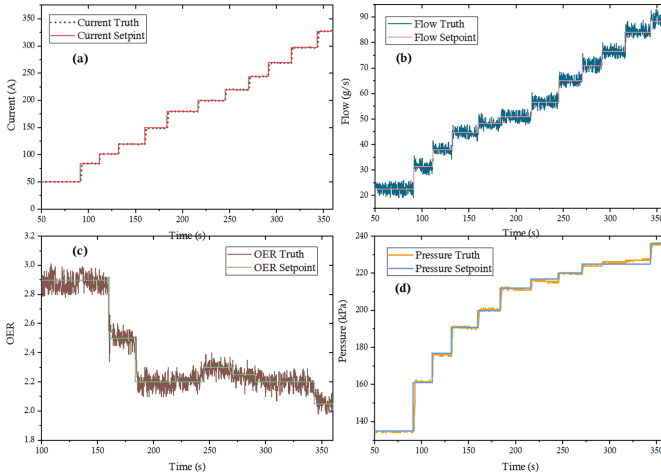 350
300
250
200
150
100
50
0
Current (A)
Current Truth
Current Setpoint
(a)
50 100 150 200 250 300 350
Time (s)
90
80
70
60
50
40
30
20
Flow (g/s)
Flow Truth
Flow Setpoint
(b)
50 100 150 200 250 300 350
Time (s)
3.2
3.0
2.8
2.6
2.4
2.2
2.0
1.8
OER
(c)
OER Truth
OER Setpoint
100 150 200 250 300 350
Time (s)
220
200
180
160
140
Perssure (kPa)
Pressure Truth
Pressure Setpoint
(d)
50 100 150 200 250 300 350
Time (s)